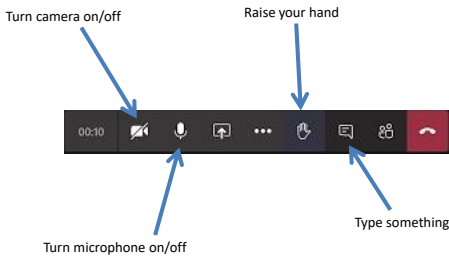 Turn camera on/off
Raise your hand
00:10
Type something
Turn microphone on/off